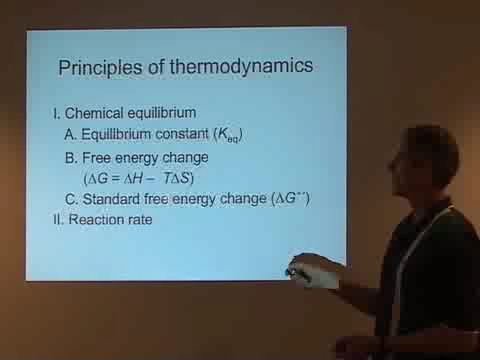 Principles of thermodynamics
I. Chemical equilibrium
A. Equilibrium constant (Keq)
B. Free energy change
(ΔG = ΔH – TΔS)
C. Standard free energy change (ΔG°′)
II. Reaction rate